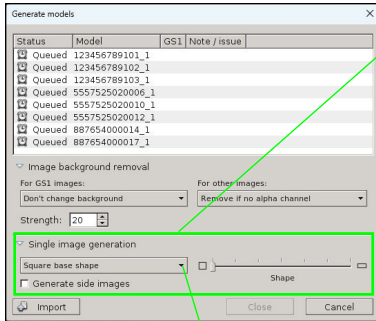 Generate models
Status Model GS1 Note / issue
Queued 123456789101_1
Queued 123456789102_1
Queued 123456789103_1
Queued 5557525020006_1
Queued 5557525020010_1
Queued 5557525020012_1
Queued 887654000014_1
Queued 887654000017_1
Image background removal
For GS1 images: For other images:
Don't change background Remove if no alpha channel
Strength: 20
Single image generation
Square base shape
Shape
Generate side images
Import Close Cancel